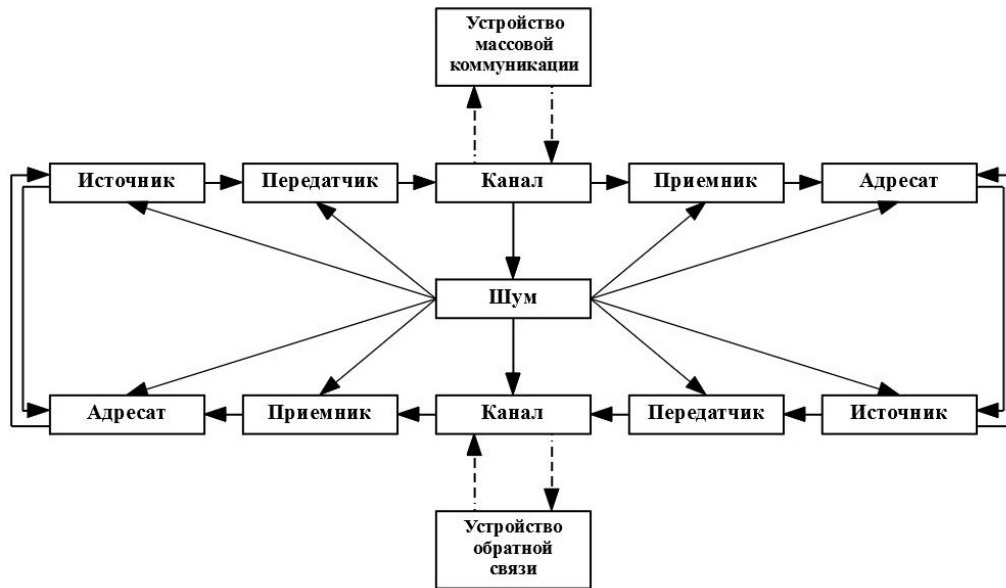 Устройство
массовой
коммуникации
Источник
Передатчик
Канал
Приемник
Адресат
Шум
Адресат
Приемник
Канал
Передатчик
Источник
Устройство
обратной
связи